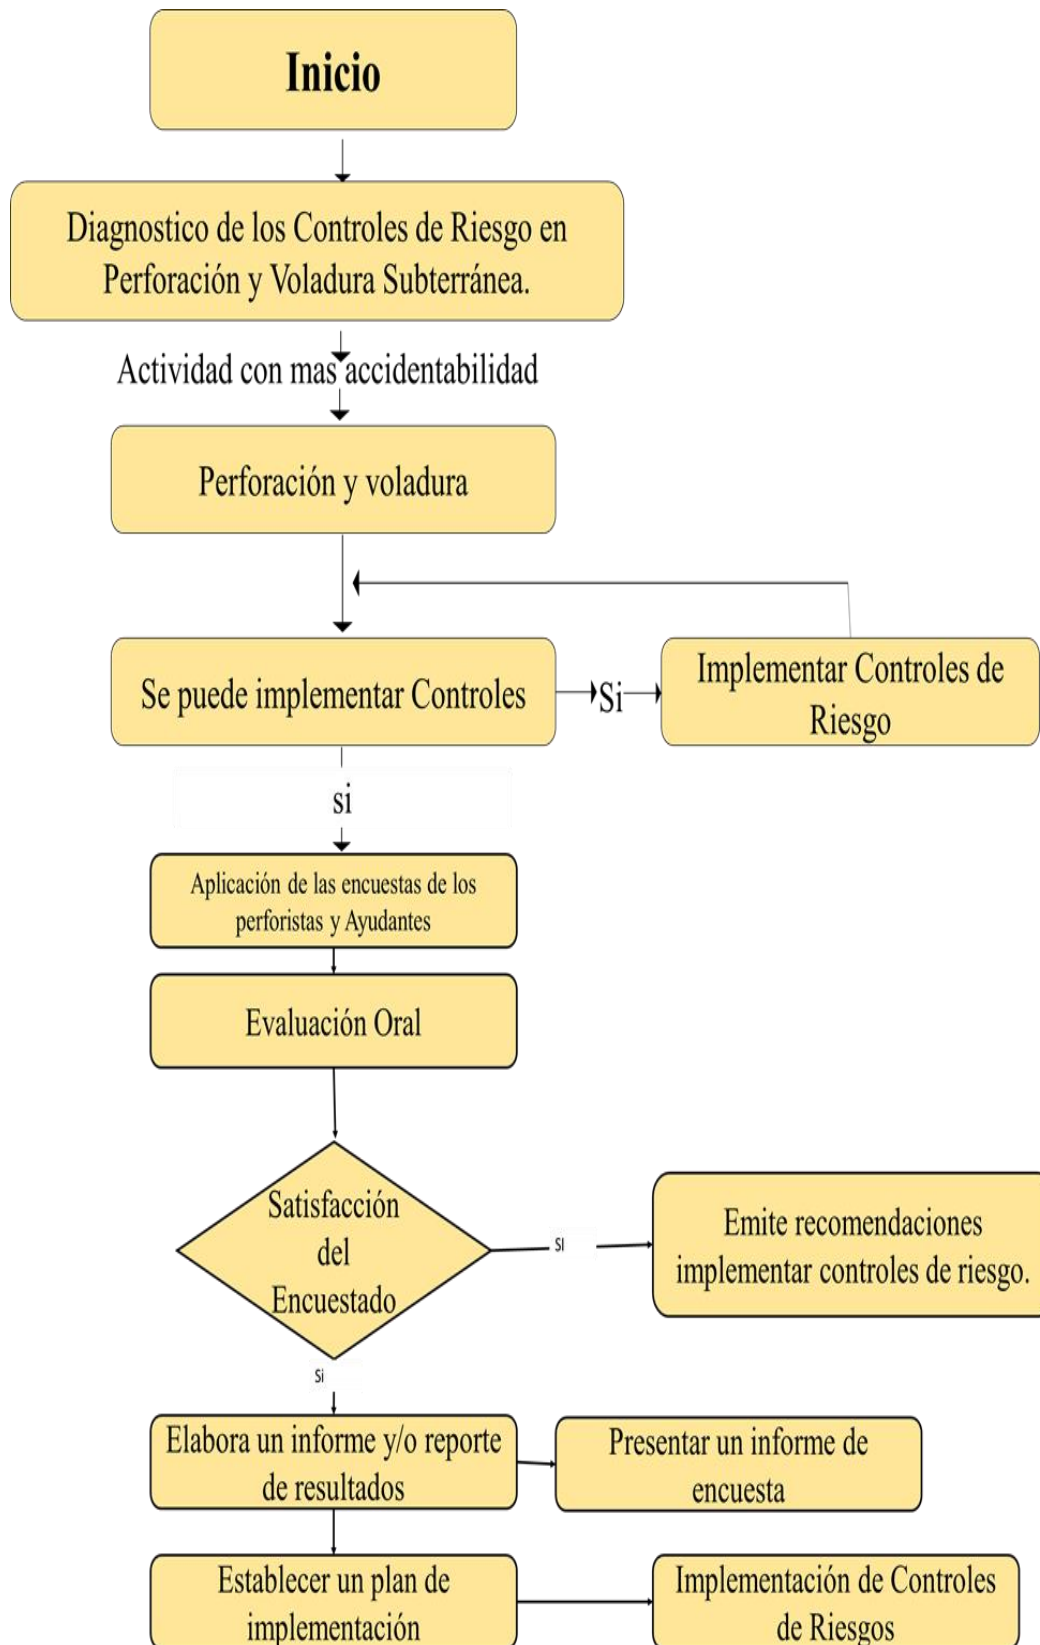 Inicio
Diagnostico de los Controles de Riesgo en
Perforación y Voladura Subterránea.
Actividad con mas accidentabilidad
Perforación y voladura
Se puede implementar Controles
Si
Implementar Controles de
Riesgo
si
Aplicación de las encuestas de los
perforistas y Ayudantes
Evaluación Oral
Satisfacción
del
Encuestado
SI
Emite recomendaciones
implementar controles de riesgo.
Si
Elabora un informe y/o reporte
de resultados
Presentar un informe de
encuesta
Establecer un plan de
implementación
Implementación de Controles
de Riesgos